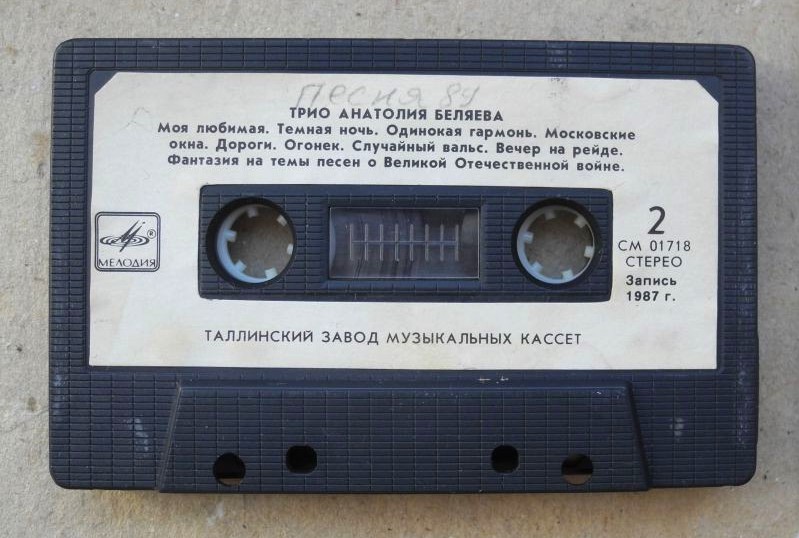 Песня 89
ТРИО АНАТОЛИЯ БЕЛЯЕВА
Моя любимая. Темная ночь. Одинокая гармонь. Московские
окна. Дороги. Огонек. Случайный вальс. Вечер на рейде.
Фантазия на темы песен о Великой Отечественной войне.
®
МЕЛОДИЯ
2
СМ 01718
СТЕРЕО
Запись
1987 г.
ТАЛЛИНСКИЙ ЗАВОД МУЗЫКАЛЬНЫХ КАССЕТ